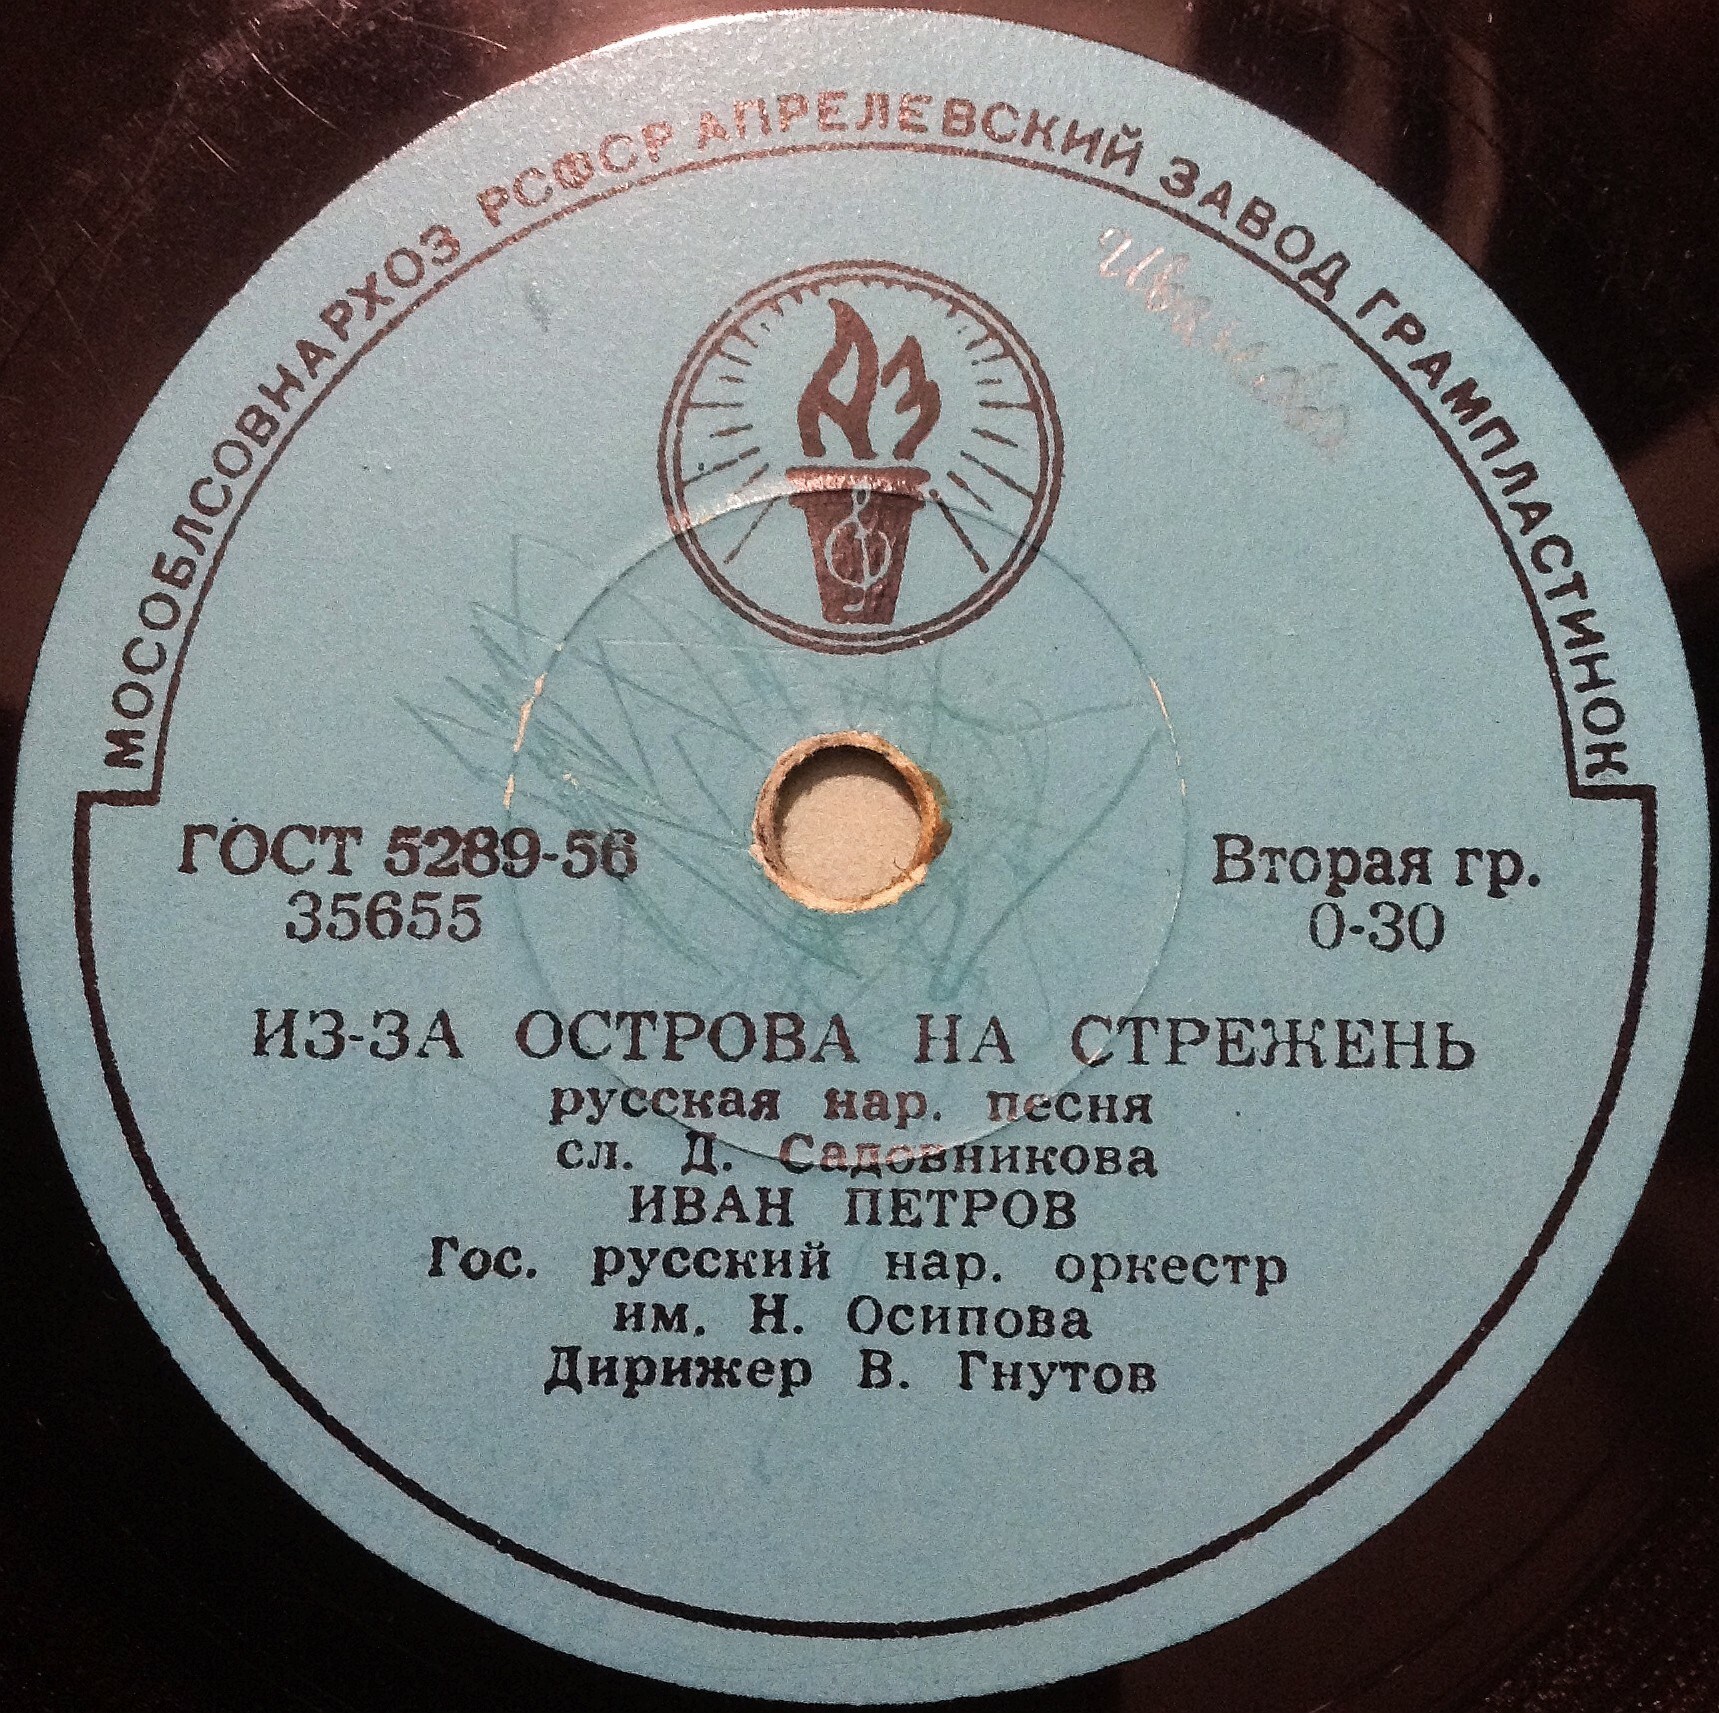 МОСОБЛСОВНАРХОЗ РСФСР АПРЕЛЕВСКИЙ ЗАВОД ГРАМПЛАСТИНОК
АЗ
ГОСТ 5289-56
35655
Вторая гр.
0-30
ИЗ-ЗА ОСТРОВА НА СТРЕЖЕНЬ
русская нар. песня
сл. Д. Садовникова
ИВАН ПЕТРОВ
Гос. русский нар. оркестр
им. Н. Осипова
Дирижер В. Гнутов